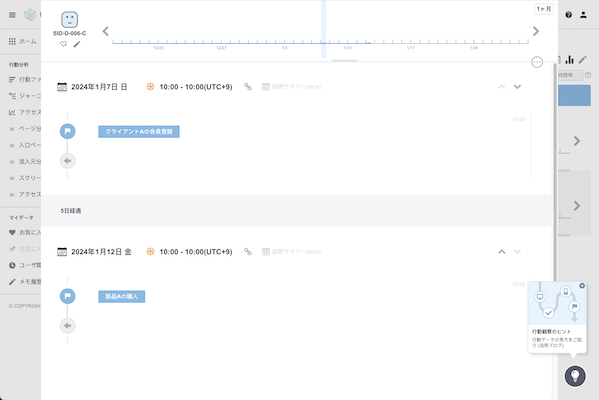 1ヶ月
SID-D-006-C
12/20
12/27
1/3
1/10
1/17
1/24
ホーム
行動分析
行動ファ
ジャーニ
アクセス
ページ分
入口ペー
流入元分
スクリー
アクセス
マイデータ
お気に入
お気に入
ユーザ閲
メモ履歴
© COPYRIGHT
2024年1月7日 日
10:00 - 10:00(UTC+9)
訪問サマリー(BETA)
10:00
クライアントAの会員登録
5日経過
2024年1月12日 金
10:00 - 10:00(UTC+9)
訪問サマリー(BETA)
10:00
製品Aの購入
行動観察のヒント
行動データの見方をご紹
介 (活用ブログ)